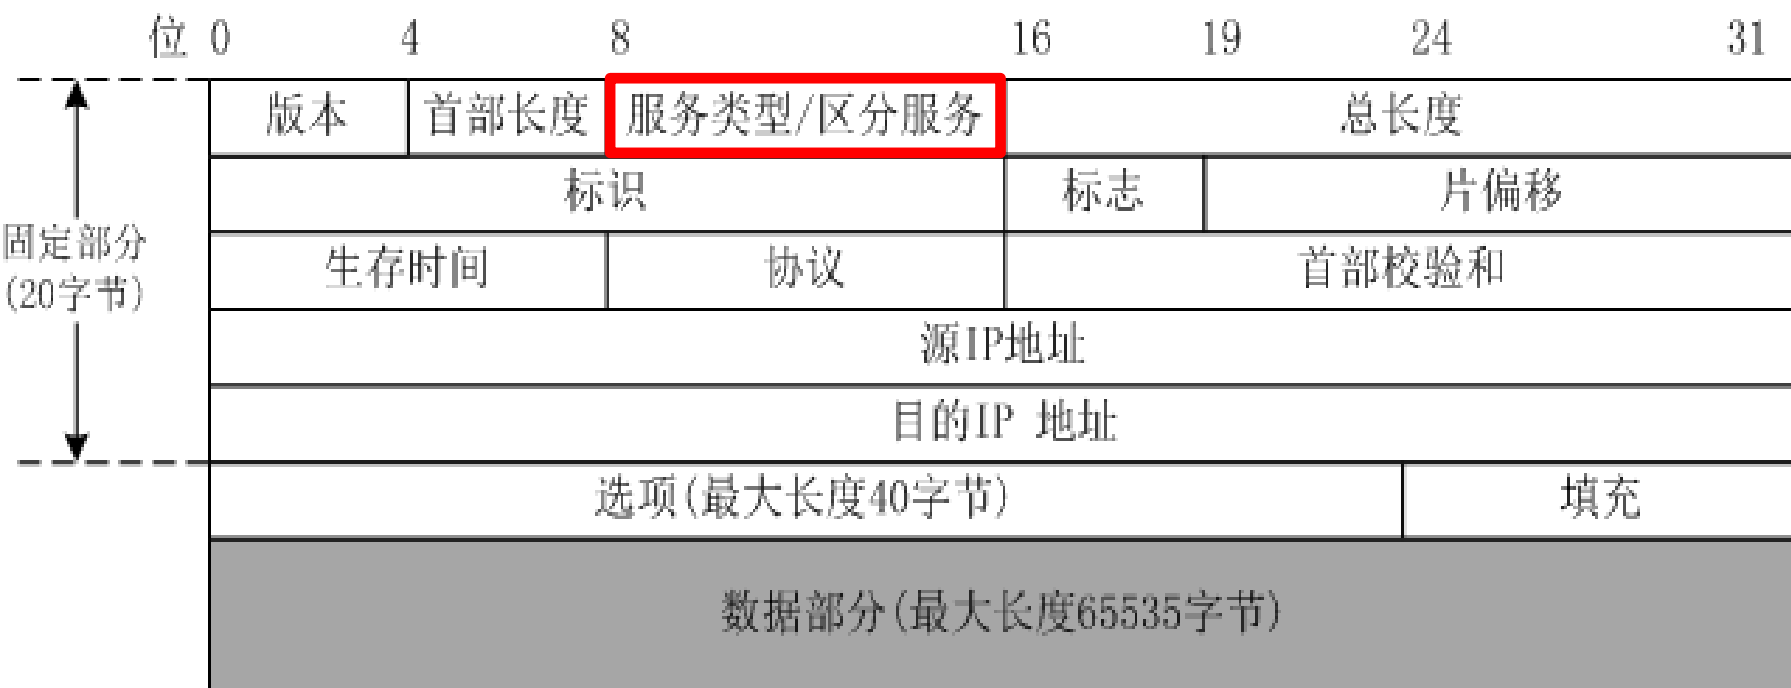 位 0 4 8 16 19 24 31
版本 首部长度 服务类型/区分服务 总长度
标识 标志 片偏移
固定部分
(20字节)
生存时间 协议 首部校验和
源IP地址
目的IP 地址
选项(最大长度40字节) 填充
数据部分(最大长度65535字节)